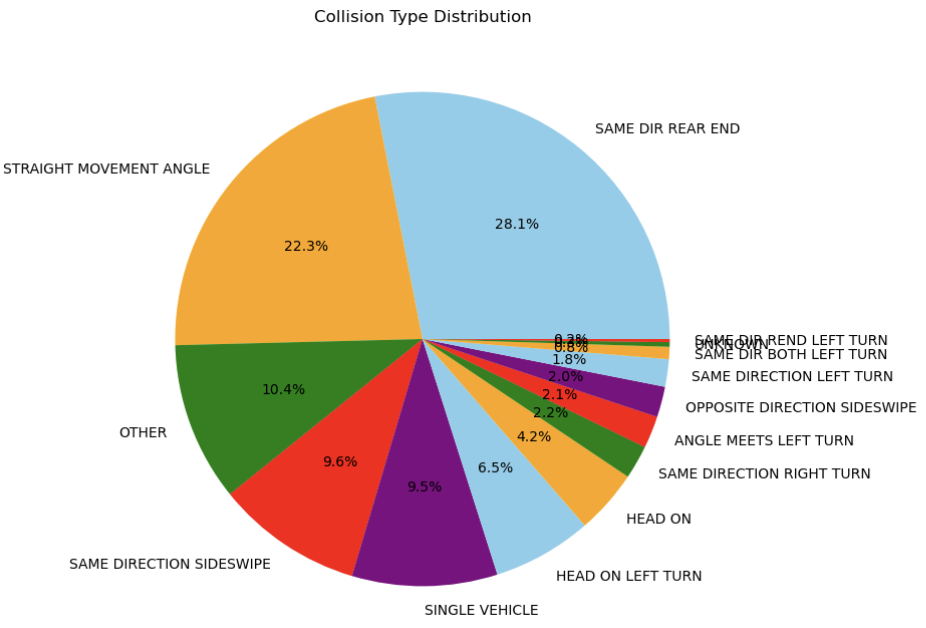 Collision Type Distribution
SAME DIR REAR END
28.1%
STRAIGHT MOVEMENT ANGLE
22.3%
OTHER
10.4%
SAME DIRECTION SIDESWIPE
9.6%
SINGLE VEHICLE
9.5%
HEAD ON LEFT TURN
6.5%
HEAD ON
4.2%
SAME DIRECTION RIGHT TURN
2.2%
ANGLE MEETS LEFT TURN
2.1%
OPPOSITE DIRECTION SIDESWIPE
2.0%
SAME DIRECTION LEFT TURN
1.8%
SAME DIR BOTH LEFT TURN
0.8%
UNKNOWN
SAME DIR REND LEFT TURN